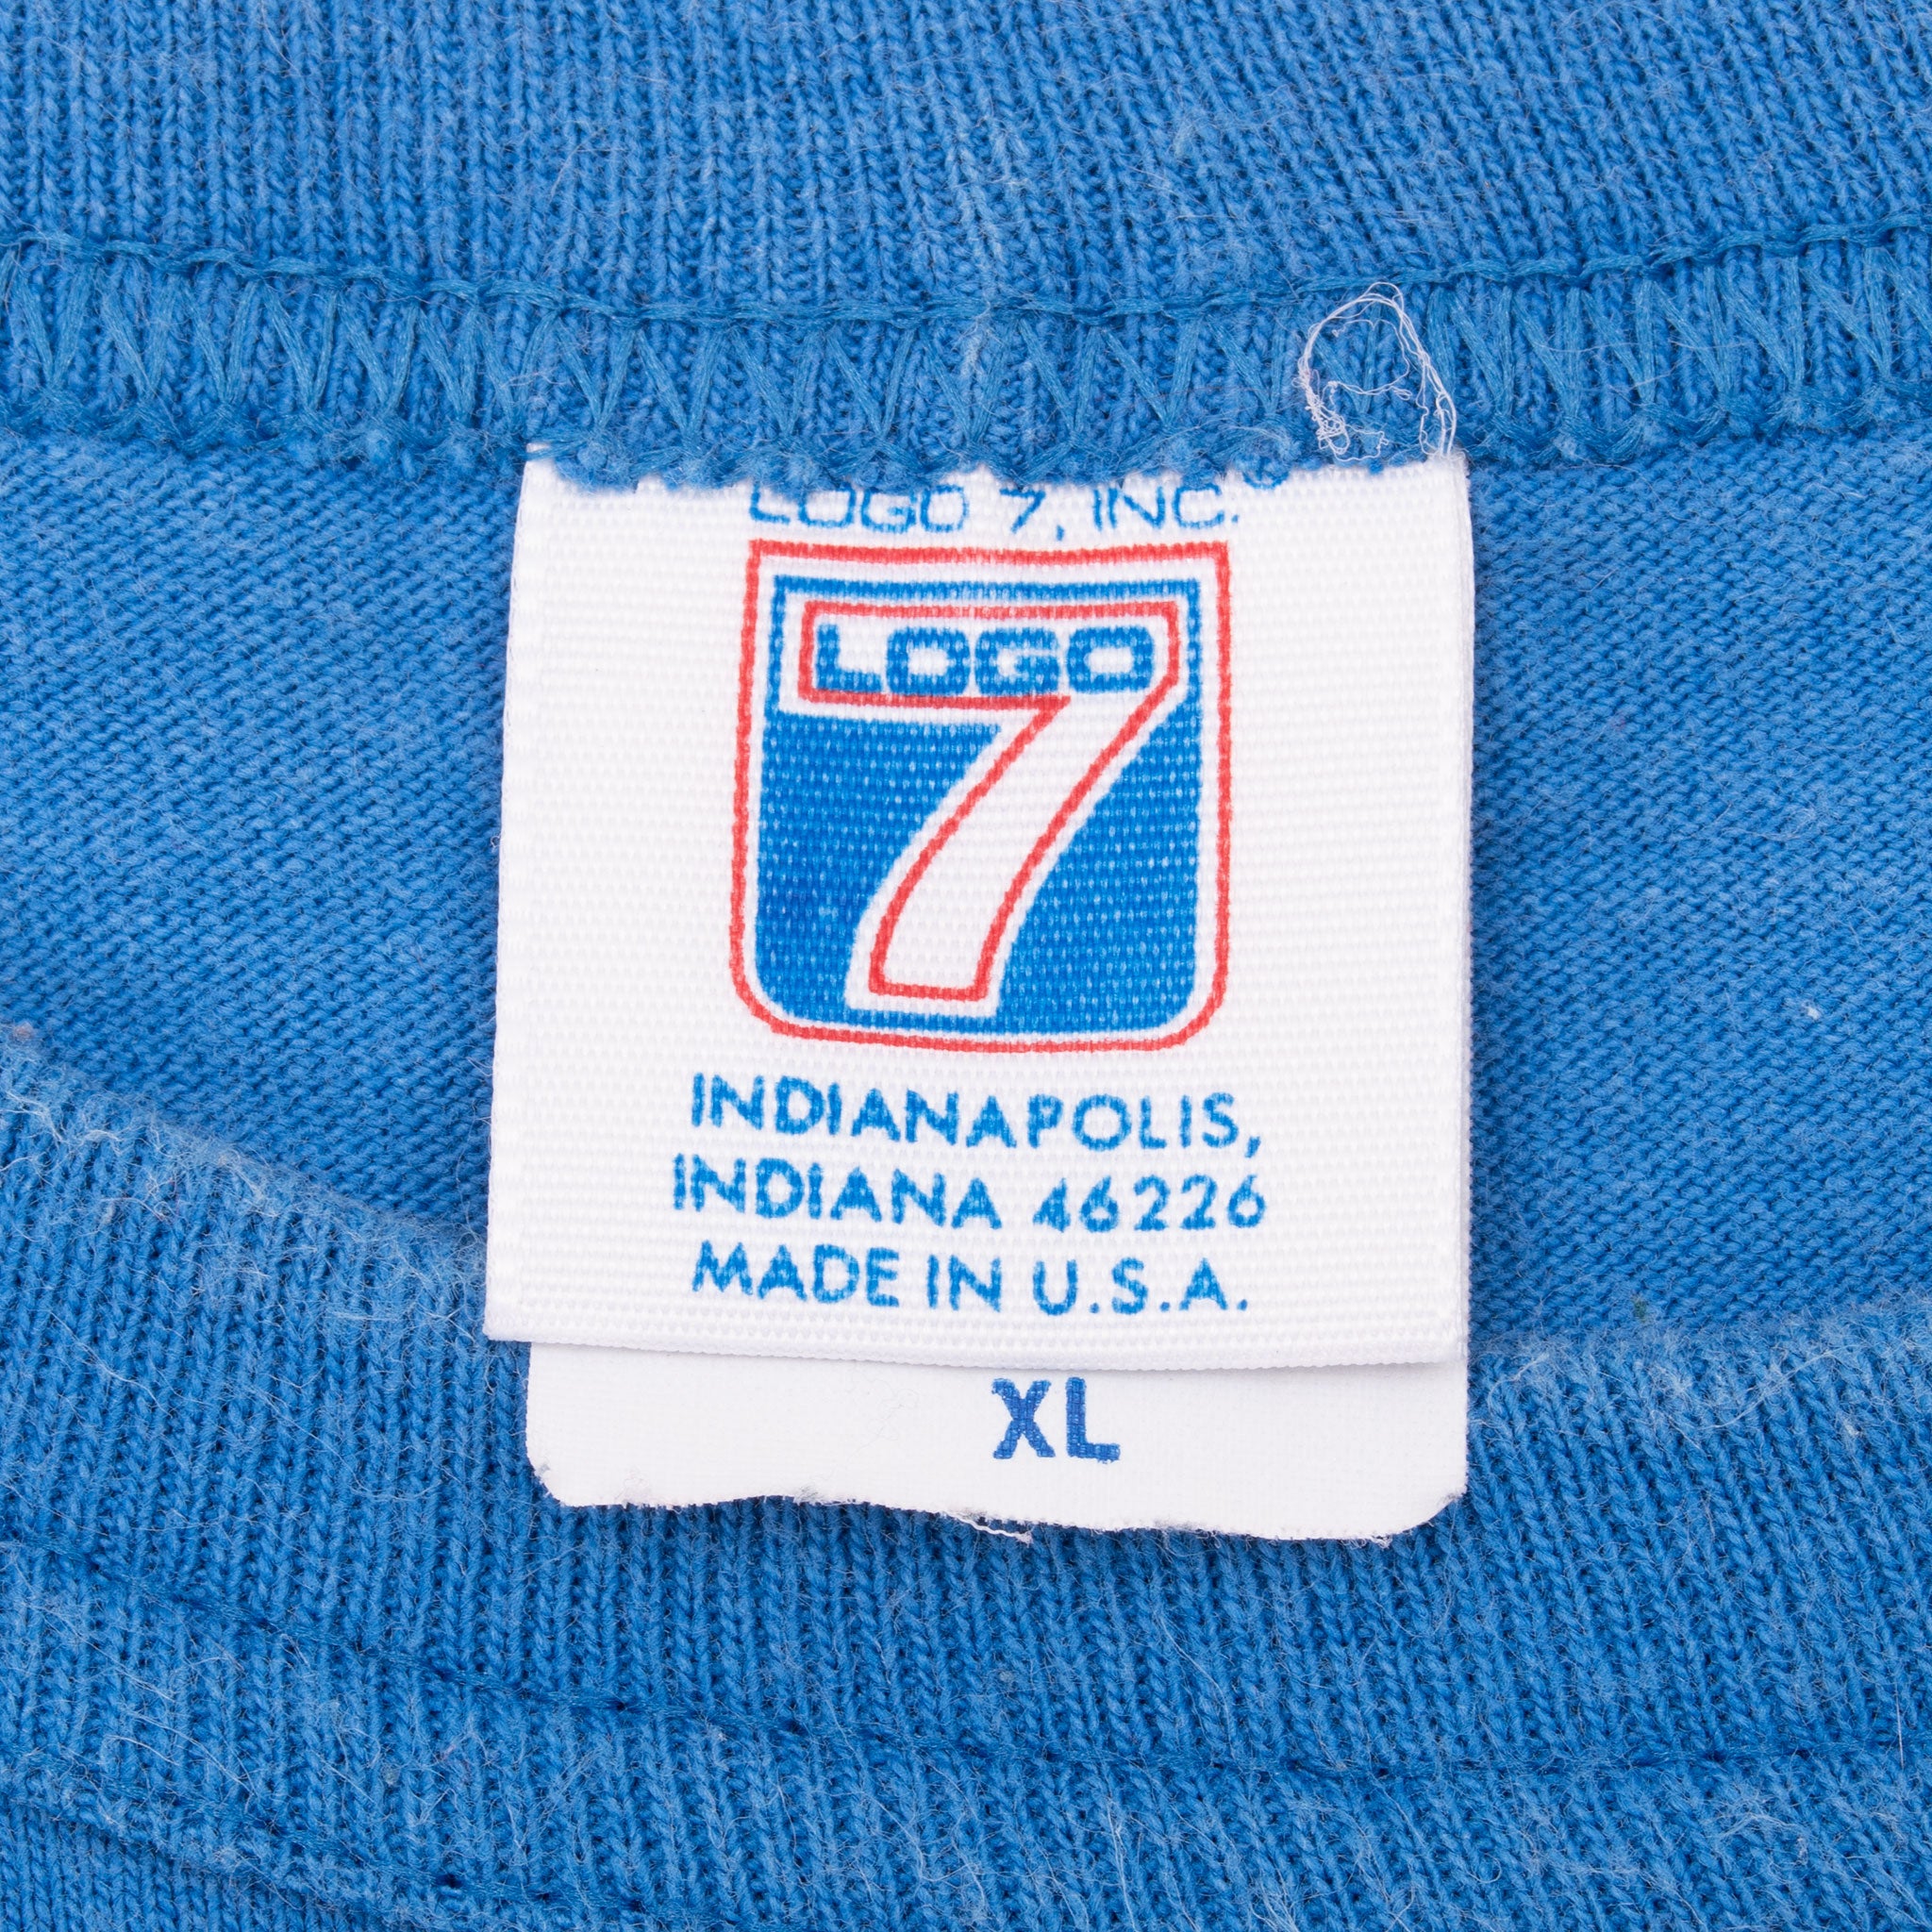 LOGO 7, INC.®
LOGO
7
INDIANAPOLIS,
INDIANA 46226
MADE IN U.S.A.
XL